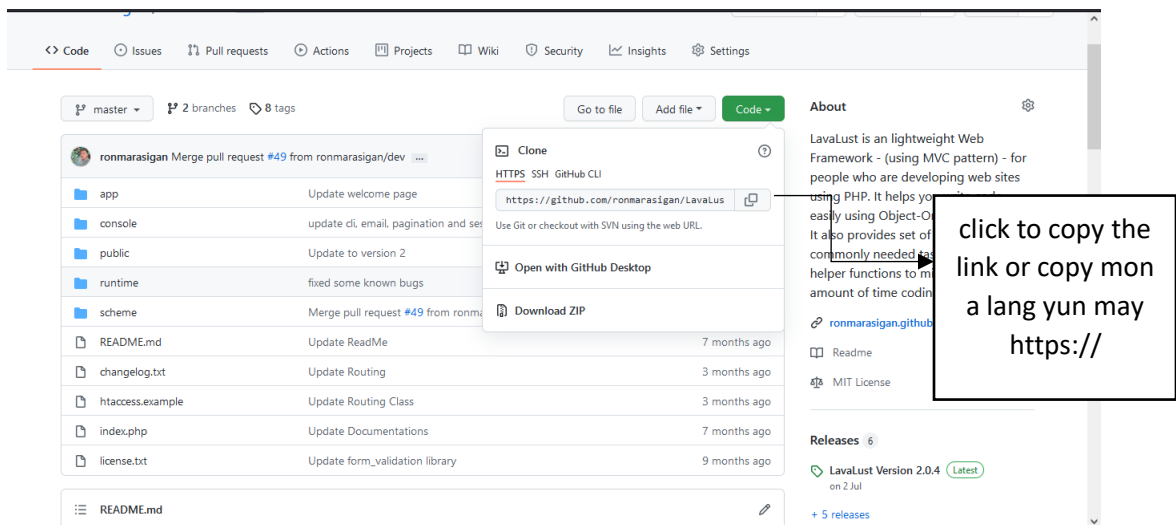 Code Issues Pull requests Actions Projects Wiki Security Insights Settings
master 2 branches 8 tags Go to file Add file Code
ronmarasigan Merge pull request #49 from ronmarasigan/dev ...
app Update welcome page
console update cli, email, pagination and ses
public Update to version 2
runtime fixed some known bugs
scheme Merge pull request #49 from ronma
README.md Update ReadMe 7 months ago
changelog.txt Update Routing 3 months ago
htaccess.example Update Routing Class 3 months ago
index.php Update Documentations 7 months ago
license.txt Update form_validation library 9 months ago
README.md
Clone
HTTPS SSH GitHub CLI
https://github.com/ronmarasigan/LavaLus
Use Git or checkout with SVN using the web URL.
Open with GitHub Desktop
Download ZIP
About
LavaLust is an lightweight Web
Framework - (using MVC pattern) - for
people who are developing web sites
using PHP. It helps
easily using
It also provides set of
commonly needed
helper functions to
amount of time
ronmarasigan.github
Readme
MIT License
Releases 6
LavaLust Version 2.0.4 Latest
on 2 Jul
+ 5 releases
click to copy the
link or copy mon
a lang yun may
https://